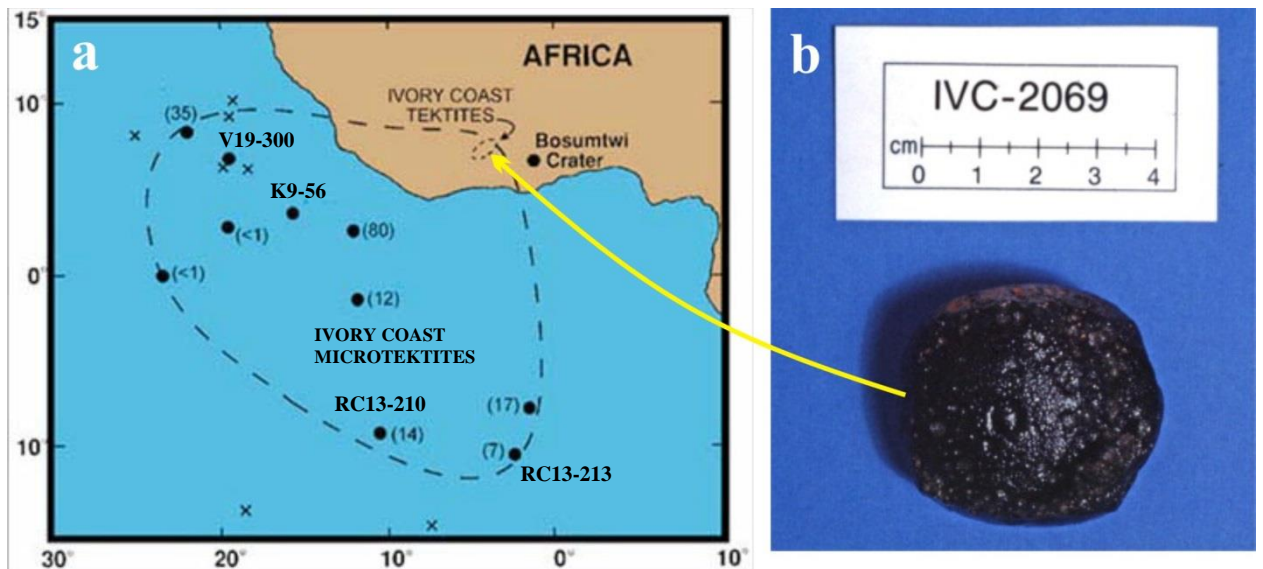 a
AFRICA
IVORY COAST
TEKTITES
Bosumtwi
Crater
15°
10°
0°
10°
(35)
V19-300
K9-56
(<1)
(80)
(<1)
(12)
IVORY COAST
MICROTEKTITES
RC13-210
(14)
(17)
(7)
RC13-213
30°
20°
10°
0°
10°
b
IVC-2069
cm
0 1 2 3 4